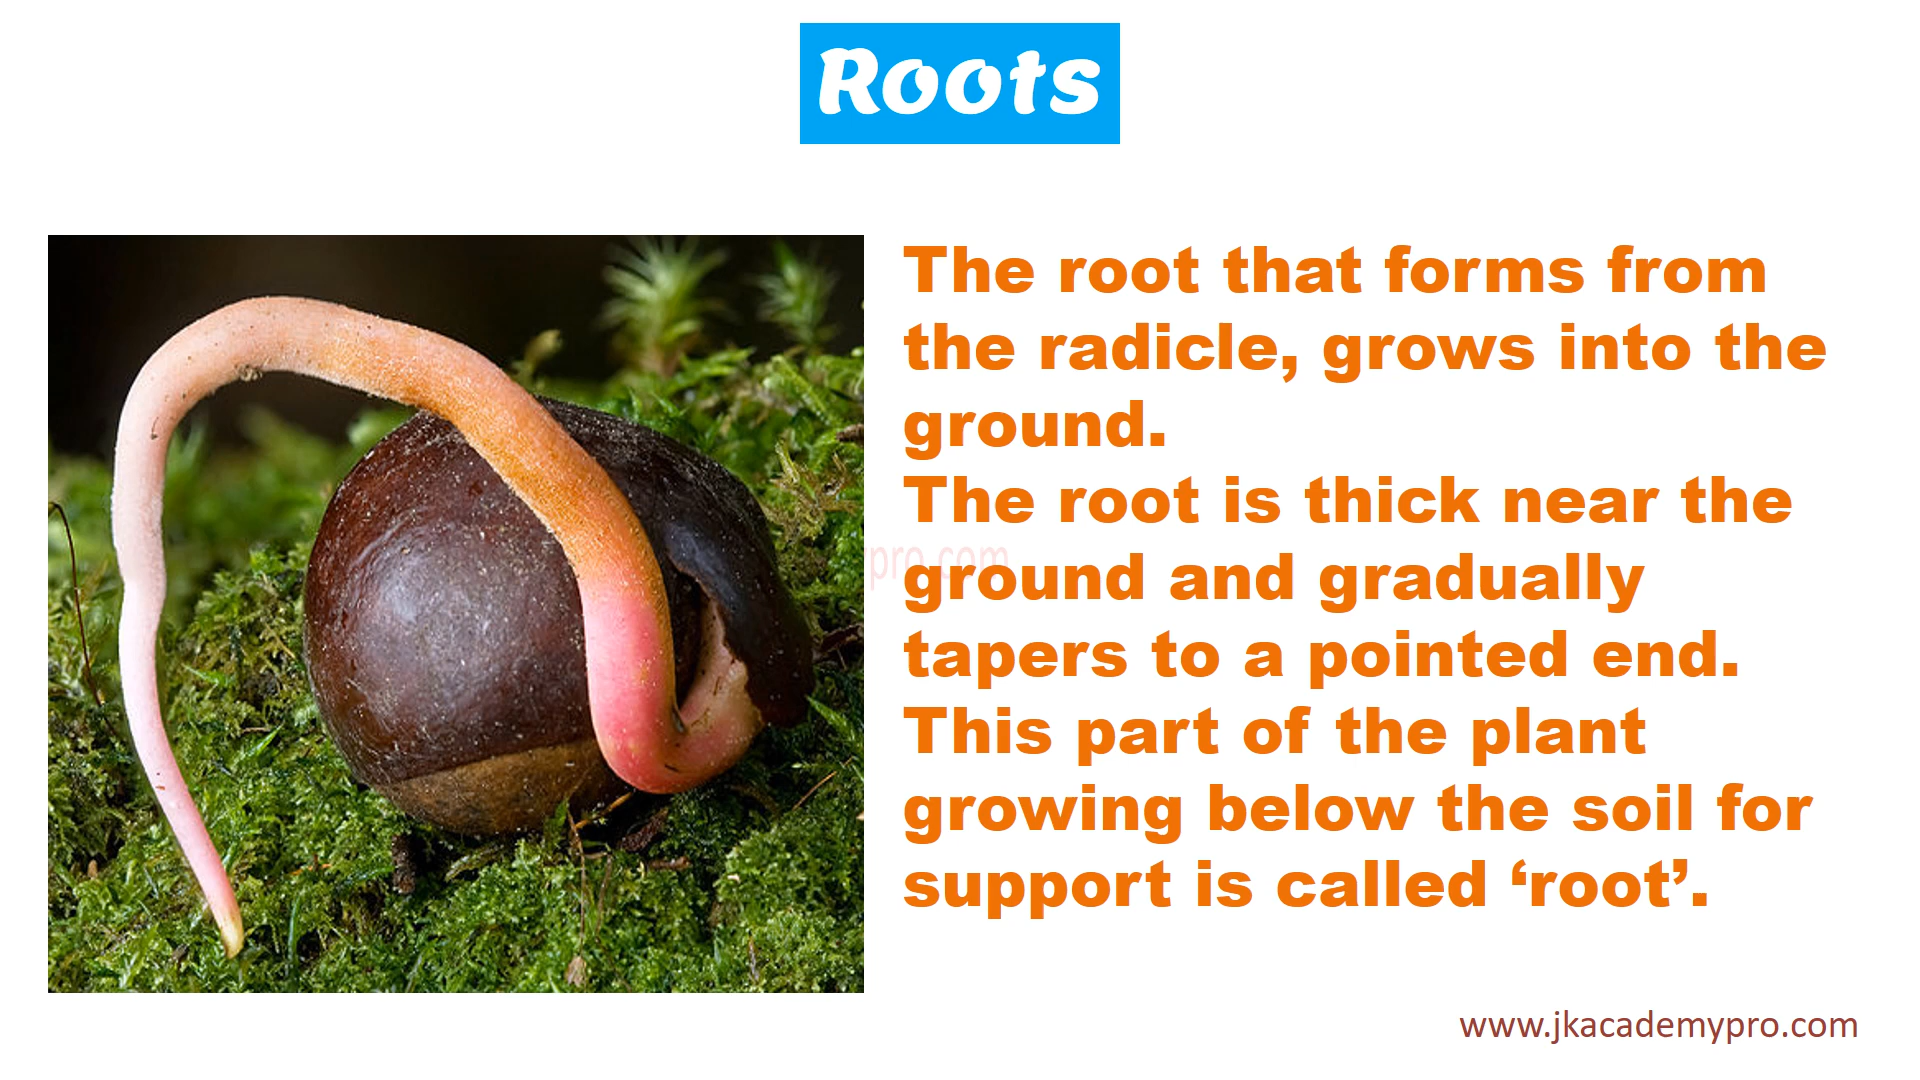 Roots
The root that forms from
the radicle, grows into the
ground.
The root is thick near the
ground and gradually
tapers to a pointed end.
This part of the plant
growing below the soil for
support is called ‘root’.
pro.com
www.jkacademypro.com